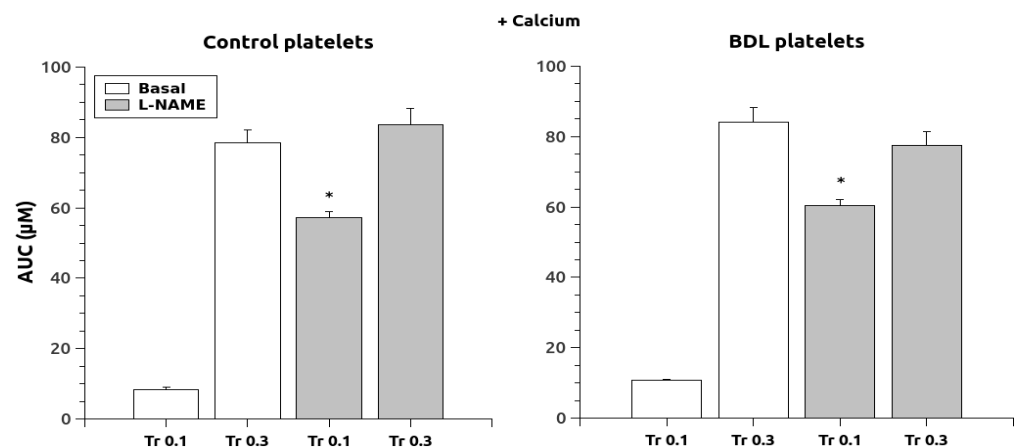 + Calcium
Control platelets
BDL platelets
100
80
60
40
20
0
AUC (µM)
Basal
L-NAME
*
Tr 0.1
Tr 0.3
Tr 0.1
Tr 0.3
100
80
60
40
20
0
*
Tr 0.1
Tr 0.3
Tr 0.1
Tr 0.3